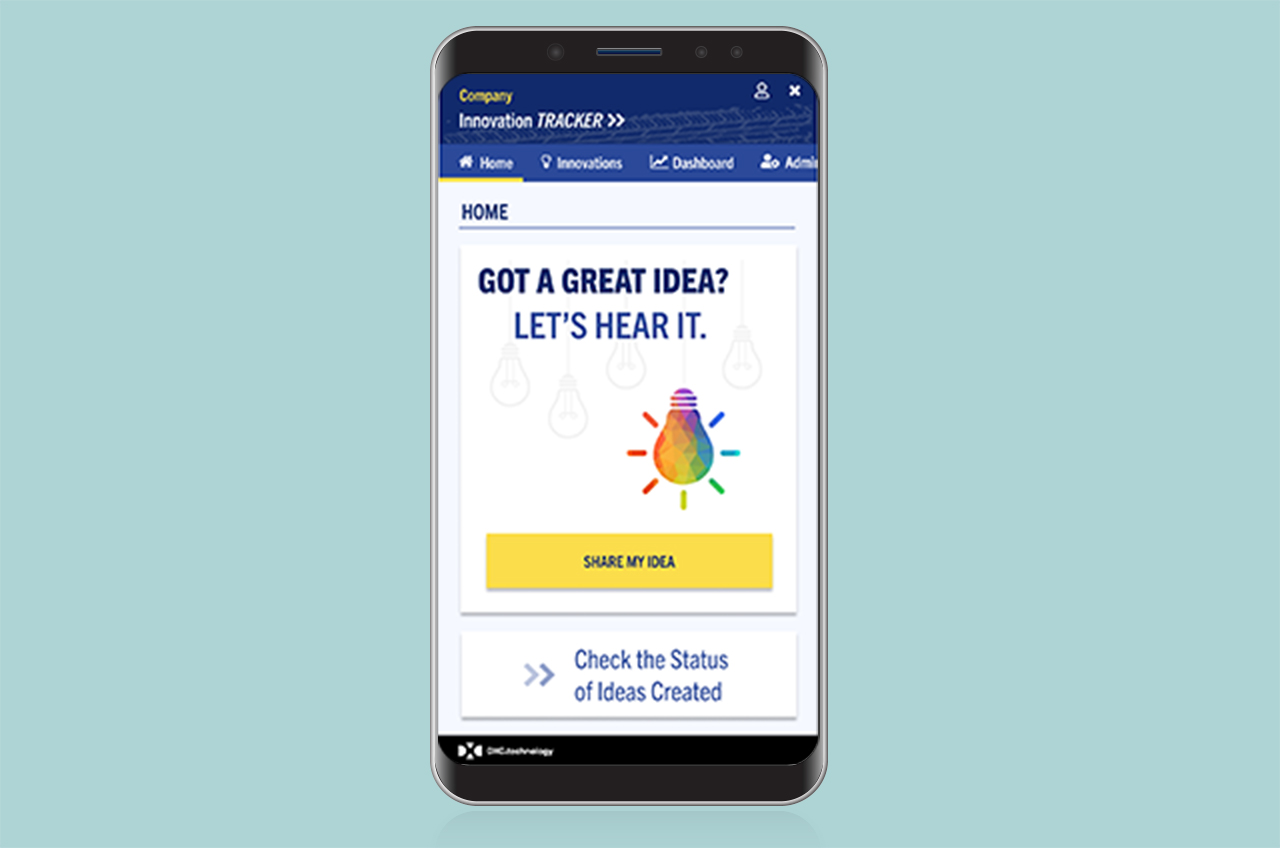 Company
Innovation TRACKER >>
Home Innovations Dashboard Admi
HOME
GOT A GREAT IDEA?
LET'S HEAR IT.
SHARE MY IDEA
Check the Status
of Ideas Created
DXC.technology